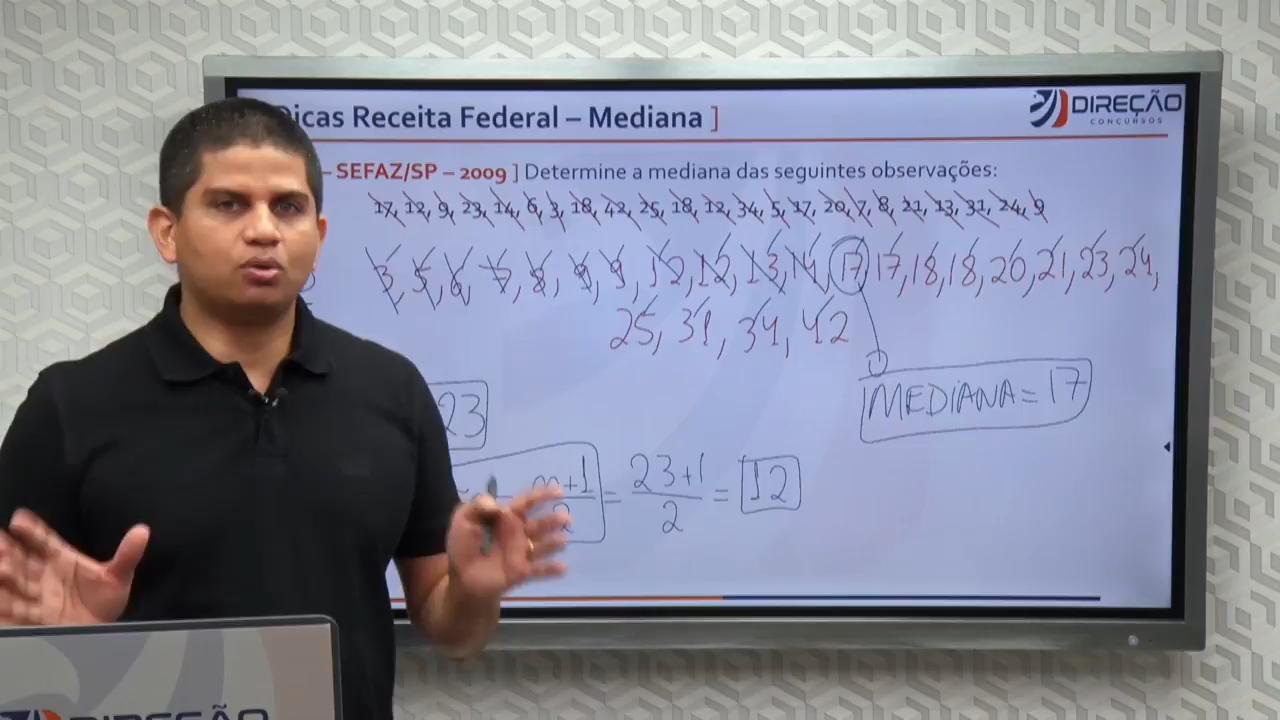 Dicas Receita Federal – Mediana ]
DIREÇÃO
CONCURSOS
– SEFAZ/SP – 2009 ] Determine a mediana das seguintes observações:
17, 12, 9, 23, 14, 6, 3, 18, 42, 25, 18, 12, 34, 5, 17, 20, 7, 8, 21, 13, 31, 24, 9
3, 5, 6, 7, 8, 9, 9, 12, 12, 13, 14, 17, 17, 18, 18, 20, 21, 23, 24,
25, 31, 34, 42
MEDIANA = 17
23
n+1 / 2 = 23+1 / 2 = 12
DIREÇÃO